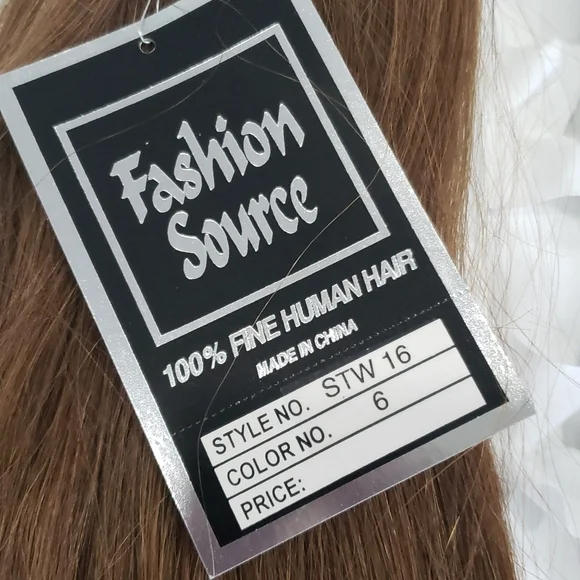 Fashion
Source
100% FINE HUMAN HAIR
MADE IN CHINA
STYLE NO. STW 16
COLOR NO. 6
PRICE: